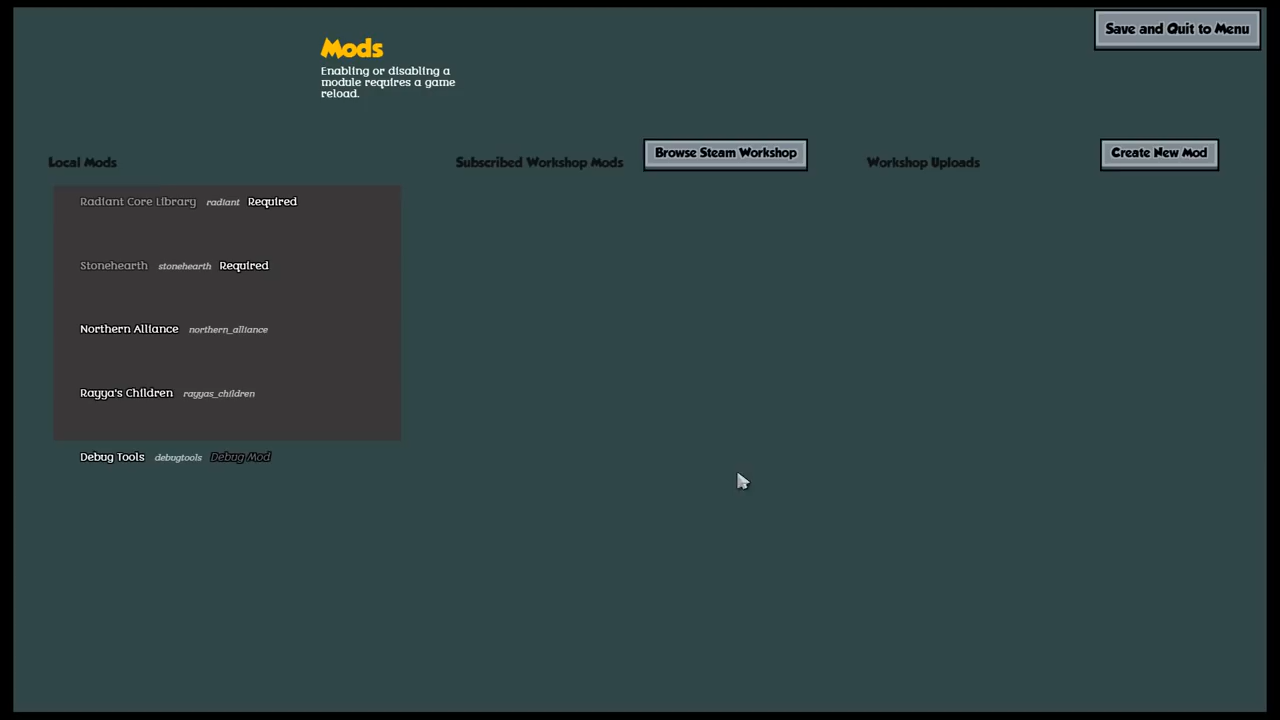 Save and Quit to Menu
Mods
Enabling or disabling a
module requires a game
reload.
Local Mods
Subscribed Workshop Mods
Browse Steam Workshop
Workshop Uploads
Create New Mod
Radiant Core Library radiant Required
Stonehearth stonehearth Required
Northern Alliance northern_alliance
Rayya's Children rayyas_children
Debug Tools debugtools Debug Mod